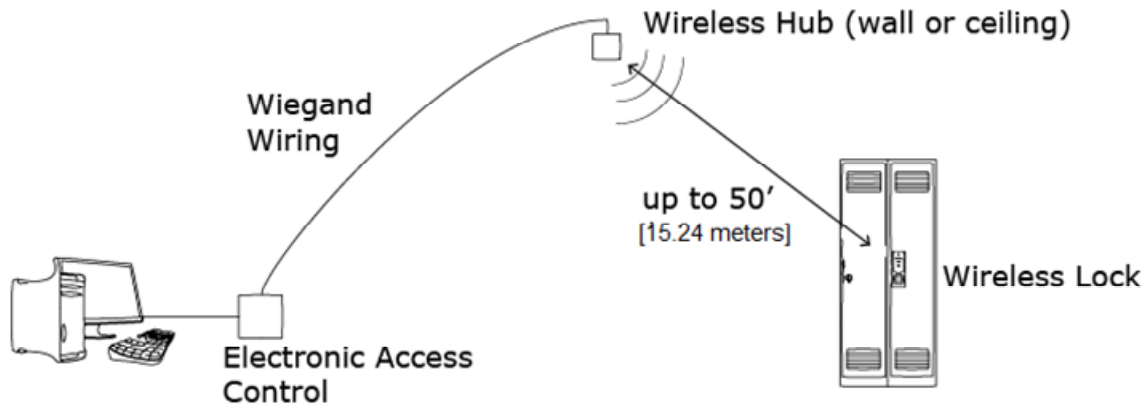 Wireless Hub (wall or ceiling)
Wiegand
Wiring
up to 50′
[15.24 meters]
Wireless Lock
Electronic Access
Control